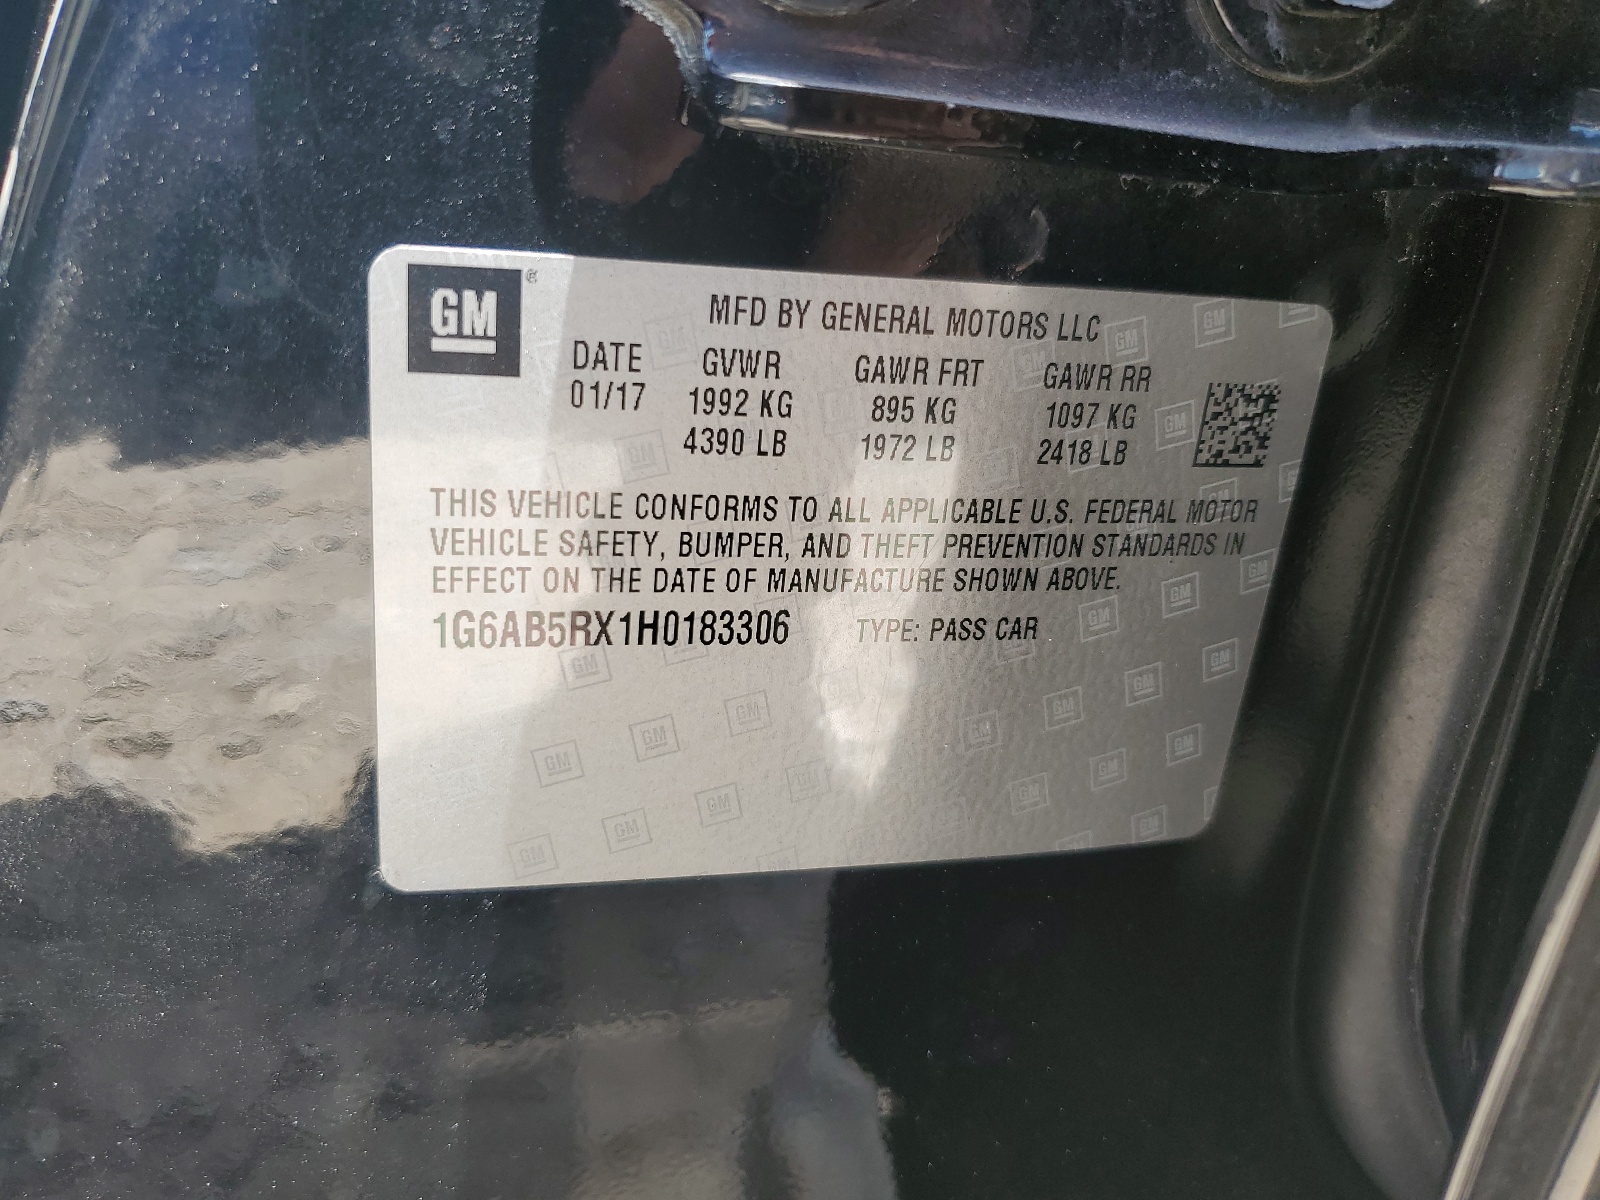 GM ®
MFD BY GENERAL MOTORS LLC
DATE GVWR GAWR FRT GAWR RR
01/17 1992 KG 895 KG 1097 KG
4390 LB 1972 LB 2418 LB
THIS VEHICLE CONFORMS TO ALL APPLICABLE U.S. FEDERAL MOTOR
VEHICLE SAFETY, BUMPER, AND THEFT PREVENTION STANDARDS IN
EFFECT ON THE DATE OF MANUFACTURE SHOWN ABOVE.
1G6AB5RX1H0183306 TYPE: PASS CAR